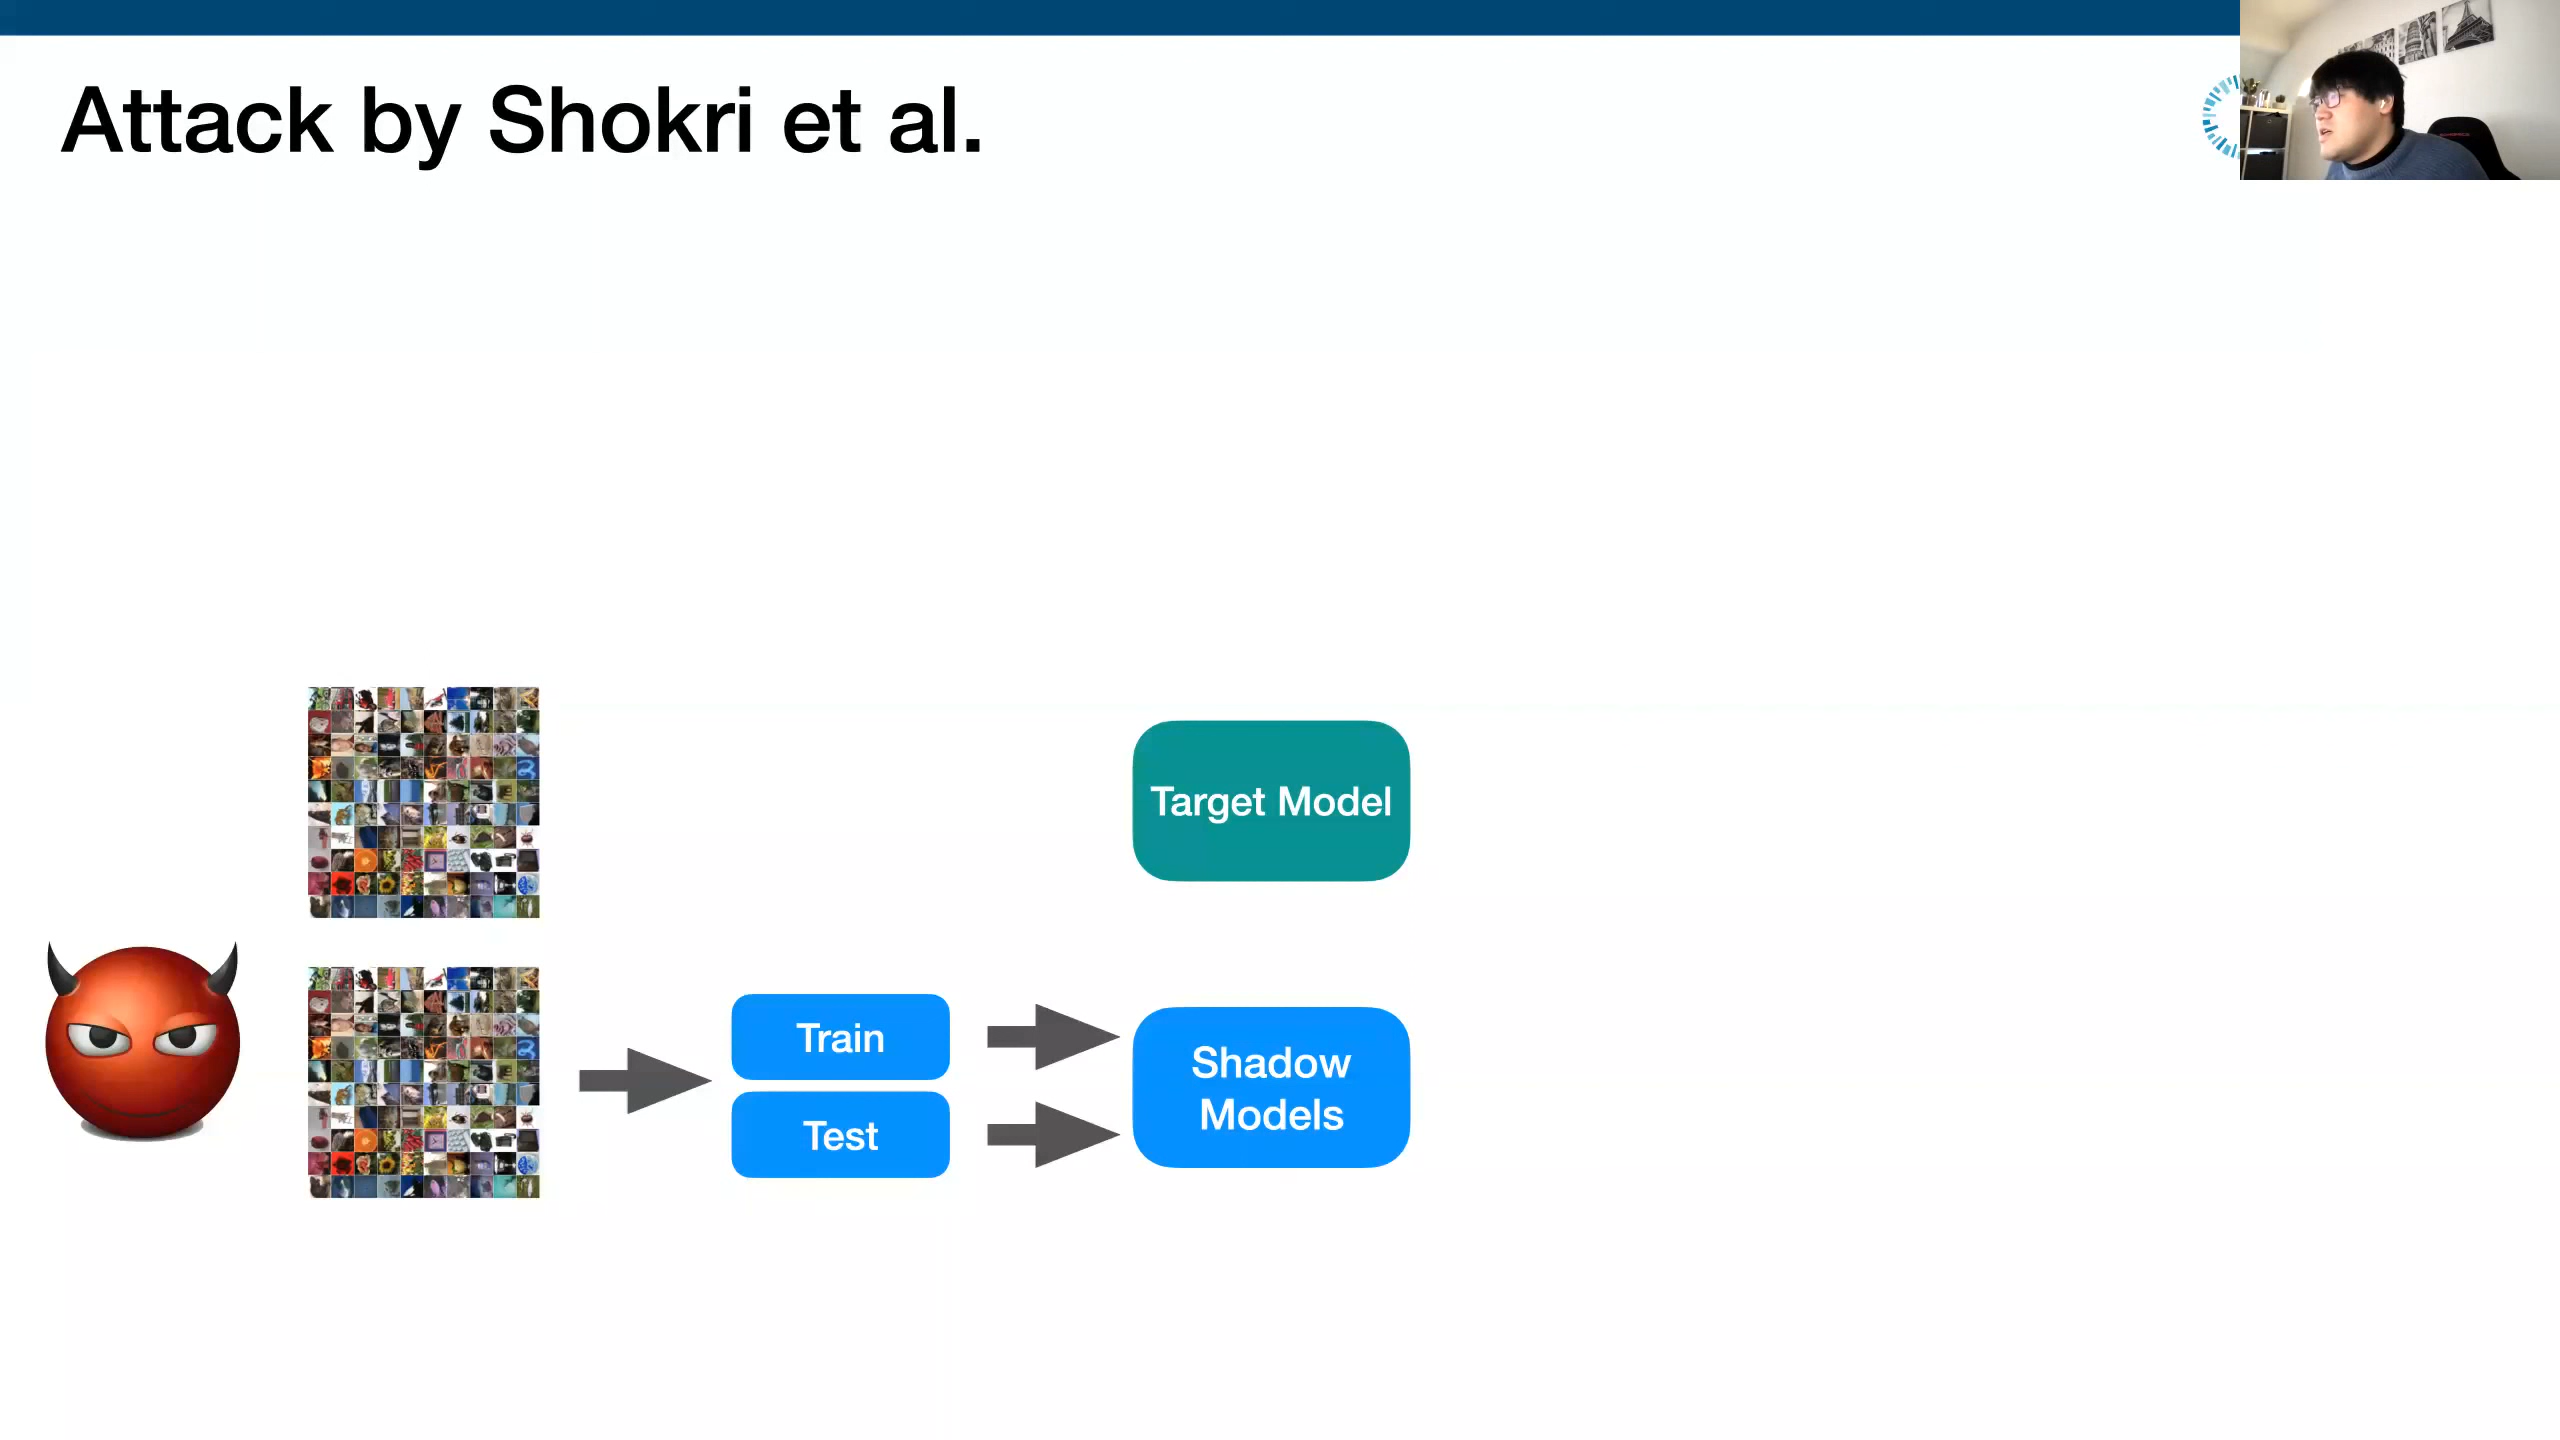 Attack by Shokri et al.
Target Model
Train
Test
Shadow
Models